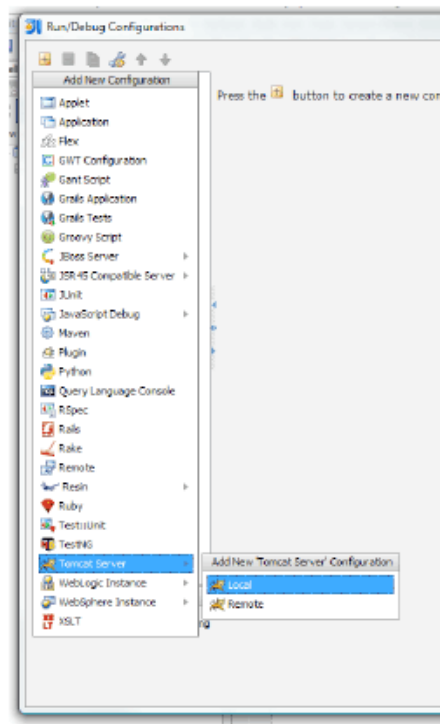 Run/Debug Configurations
Add New Configuration
Press the button to create a new con
Applet
Application
Flex
GWT Configuration
Gant Script
Grails Application
Grails Tests
Groovy Script
JBoss Server
JSR45 Compatible Server
JUnit
JavaScript Debug
Maven
Plugin
Python
Query Language Console
RSpec
Rails
Rake
Remote
Resin
Ruby
Test::Unit
TestNG
Tomcat Server
Add New 'Tomcat Server' Configuration
WebLogic Instance
Local
WebSphere Instance
Remote
XSLT
ng